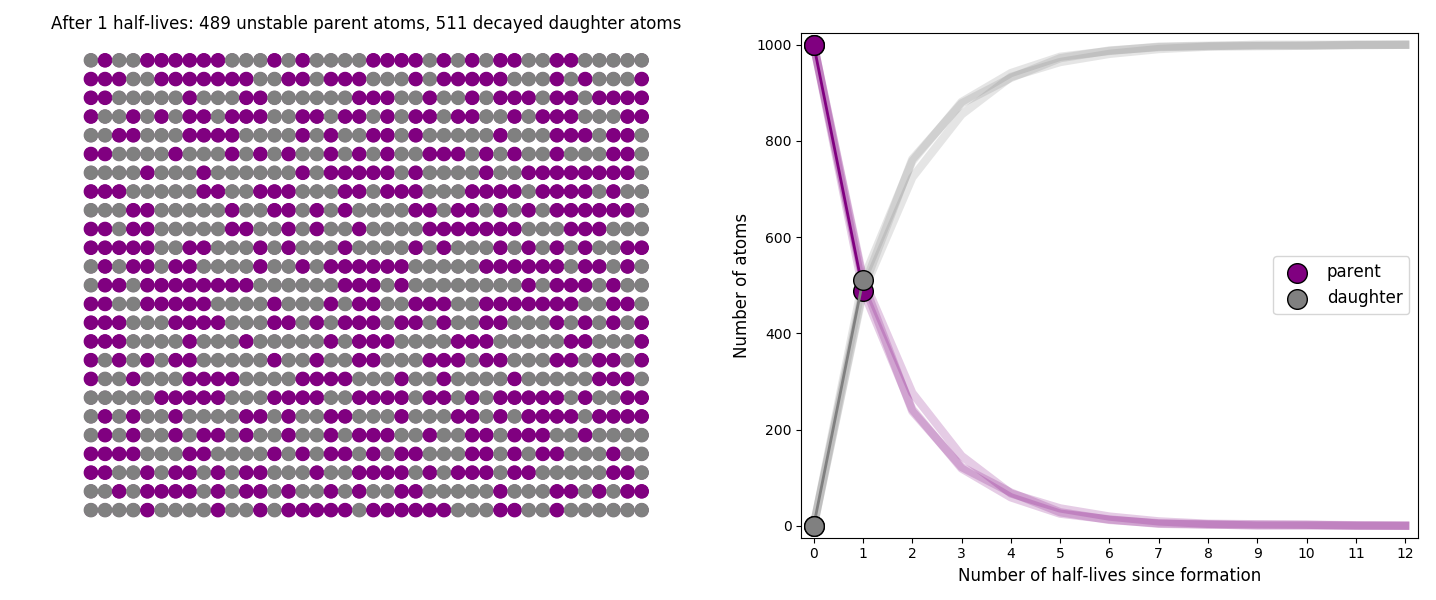 After 1 half-lives: 489 unstable parent atoms, 511 decayed daughter atoms
1000
800
600
400
200
0
Number of atoms
parent
daughter
0 1 2 3 4 5 6 7 8 9 10 11 12
Number of half-lives since formation